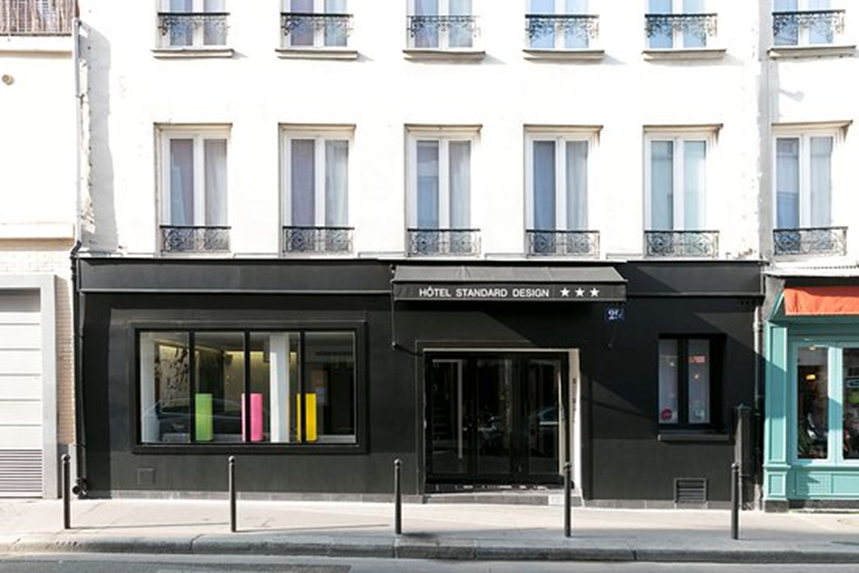 HÔTEL STANDARD DESIGN ★ ★ ★